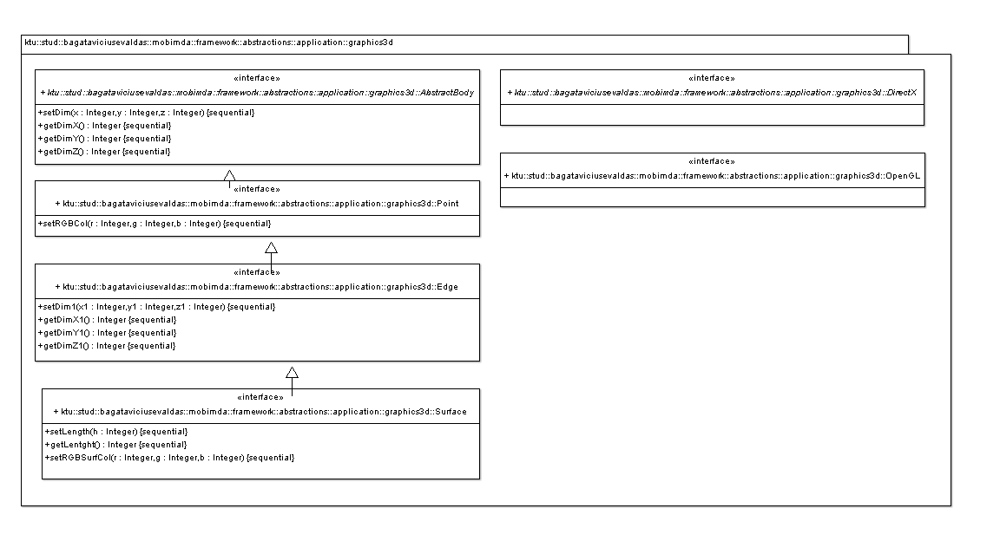 ktu::stud::bagataviciusevaldas::mobimda::framework::abstractions::application::graphics3d
«interface»
+ ktu::stud::bagataviciusevaldas::mobimda::framework::abstractions::application::graphics3d::AbstractBody
+setDim(x : Integer,y : Integer,z : Integer) {sequential}
+getDimX() : Integer {sequential}
+getDimY() : Integer {sequential}
+getDimZ() : Integer {sequential}
«interface»
+ ktu::stud::bagataviciusevaldas::mobimda::framework::abstractions::application::graphics3d::Point
+setRGBCol(r : Integer,g : Integer,b : Integer) {sequential}
«interface»
+ ktu::stud::bagataviciusevaldas::mobimda::framework::abstractions::application::graphics3d::Edge
+setDim1(x1 : Integer,y1 : Integer,z1 : Integer) {sequential}
+getDimX1() : Integer {sequential}
+getDimY1() : Integer {sequential}
+getDimZ1() : Integer {sequential}
«interface»
+ ktu::stud::bagataviciusevaldas::mobimda::framework::abstractions::application::graphics3d::Surface
+setLength(h : Integer) {sequential}
+getLentght() : Integer {sequential}
+setRGBSurfCol(r : Integer,g : Integer,b : Integer) {sequential}
«interface»
+ ktu::stud::bagataviciusevaldas::mobimda::framework::abstractions::application::graphics3d::DirectX
«interface»
+ ktu::stud::bagataviciusevaldas::mobimda::framework::abstractions::application::graphics3d::OpenGL